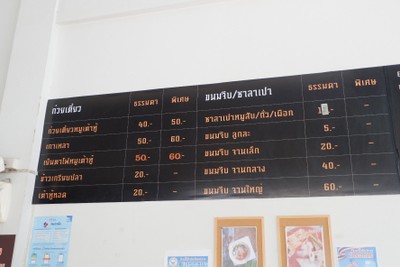 ก๋วยเตี๋ยว ธรรมดา พิเศษ
ก๋วยเตี๋ยวหมูเต้าหู้ 40.- 50.-
เกาเหลา 50.- 60.-
เย็นตาโฟหมูเต้าหู้ 50.- 60.-
ข้าวเกรียบปลา 20.- -
เต้าหู้ทอด 20.- -
ขนมจีบ/ซาลาเปา ธรรมดา พิเศษ
ซาลาเปาหมูสับ/ถั่ว/เผือก -
ขนมจีบ ลูกละ 5.- -
ขนมจีบ จานเล็ก 20.- -
ขนมจีบ จานกลาง 40.- -
ขนมจีบ จานใหญ่ 60.- -